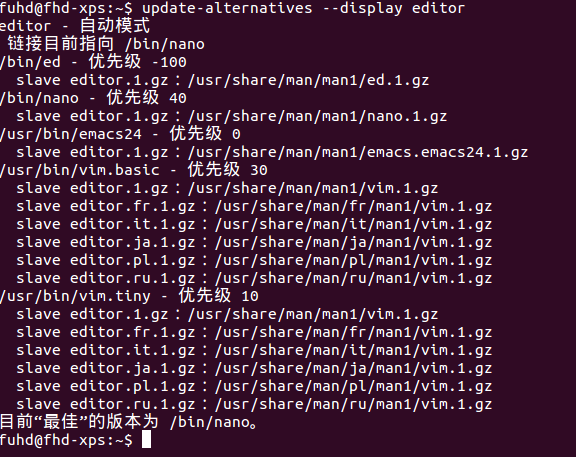 fuhd@fhd-xps:~$ update-alternatives --display editor
editor - 自动模式
链接目前指向 /bin/nano
/bin/ed - 优先级 -100
slave editor.1.gz：/usr/share/man/man1/ed.1.gz
/bin/nano - 优先级 40
slave editor.1.gz：/usr/share/man/man1/nano.1.gz
/usr/bin/emacs24 - 优先级 0
slave editor.1.gz：/usr/share/man/man1/emacs.emacs24.1.gz
/usr/bin/vim.basic - 优先级 30
slave editor.1.gz：/usr/share/man/man1/vim.1.gz
slave editor.fr.1.gz：/usr/share/man/fr/man1/vim.1.gz
slave editor.it.1.gz：/usr/share/man/it/man1/vim.1.gz
slave editor.ja.1.gz：/usr/share/man/ja/man1/vim.1.gz
slave editor.pl.1.gz：/usr/share/man/pl/man1/vim.1.gz
slave editor.ru.1.gz：/usr/share/man/ru/man1/vim.1.gz
/usr/bin/vim.tiny - 优先级 10
slave editor.1.gz：/usr/share/man/man1/vim.1.gz
slave editor.fr.1.gz：/usr/share/man/fr/man1/vim.1.gz
slave editor.it.1.gz：/usr/share/man/it/man1/vim.1.gz
slave editor.ja.1.gz：/usr/share/man/ja/man1/vim.1.gz
slave editor.pl.1.gz：/usr/share/man/pl/man1/vim.1.gz
slave editor.ru.1.gz：/usr/share/man/ru/man1/vim.1.gz
目前“最佳”的版本为 /bin/nano。
fuhd@fhd-xps:~$